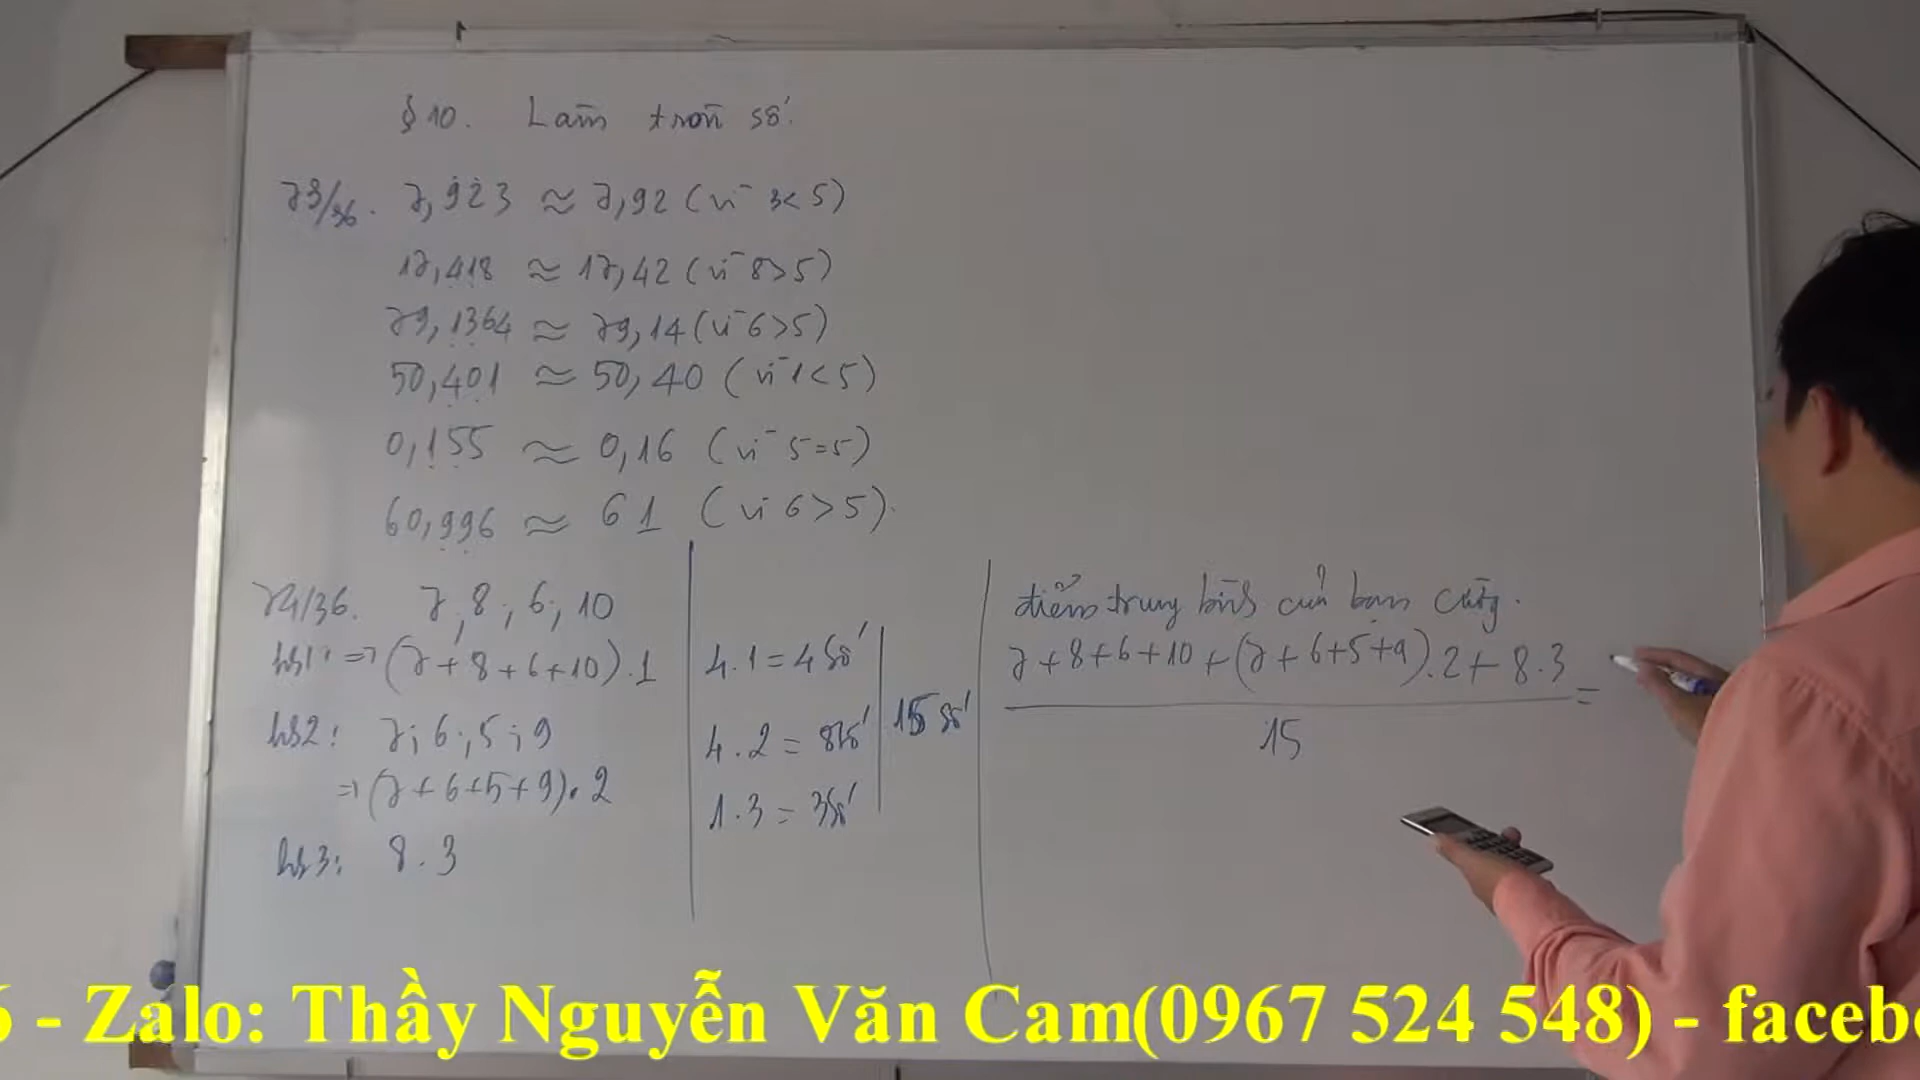 § 10. Làm tròn số.
73/36. 7,923 ≈ 7,92 (vì 3 < 5)
17,418 ≈ 17,42 (vì 8 > 5)
79,1364 ≈ 79,14 (vì 6 > 5)
50,401 ≈ 50,40 (vì 1 < 5)
0,155 ≈ 0,16 (vì 5 = 5)
60,996 ≈ 61 (vì 6 > 5).
74/36. 7; 8; 6; 10
hs1: => (7 + 8 + 6 + 10) . 1
hs2: 7; 6; 5; 9
=> (7 + 6 + 5 + 9) . 2
hs3: 8 . 3
4 . 1 = 4 số
4 . 2 = 8 số
1 . 3 = 3 số
15 số
điểm trung bình của bạn Cường.
7 + 8 + 6 + 10 + (7 + 6 + 5 + 9) . 2 + 8 . 3 =
15
6 - Zalo: Thầy Nguyễn Văn Cam(0967 524 548) - facebo